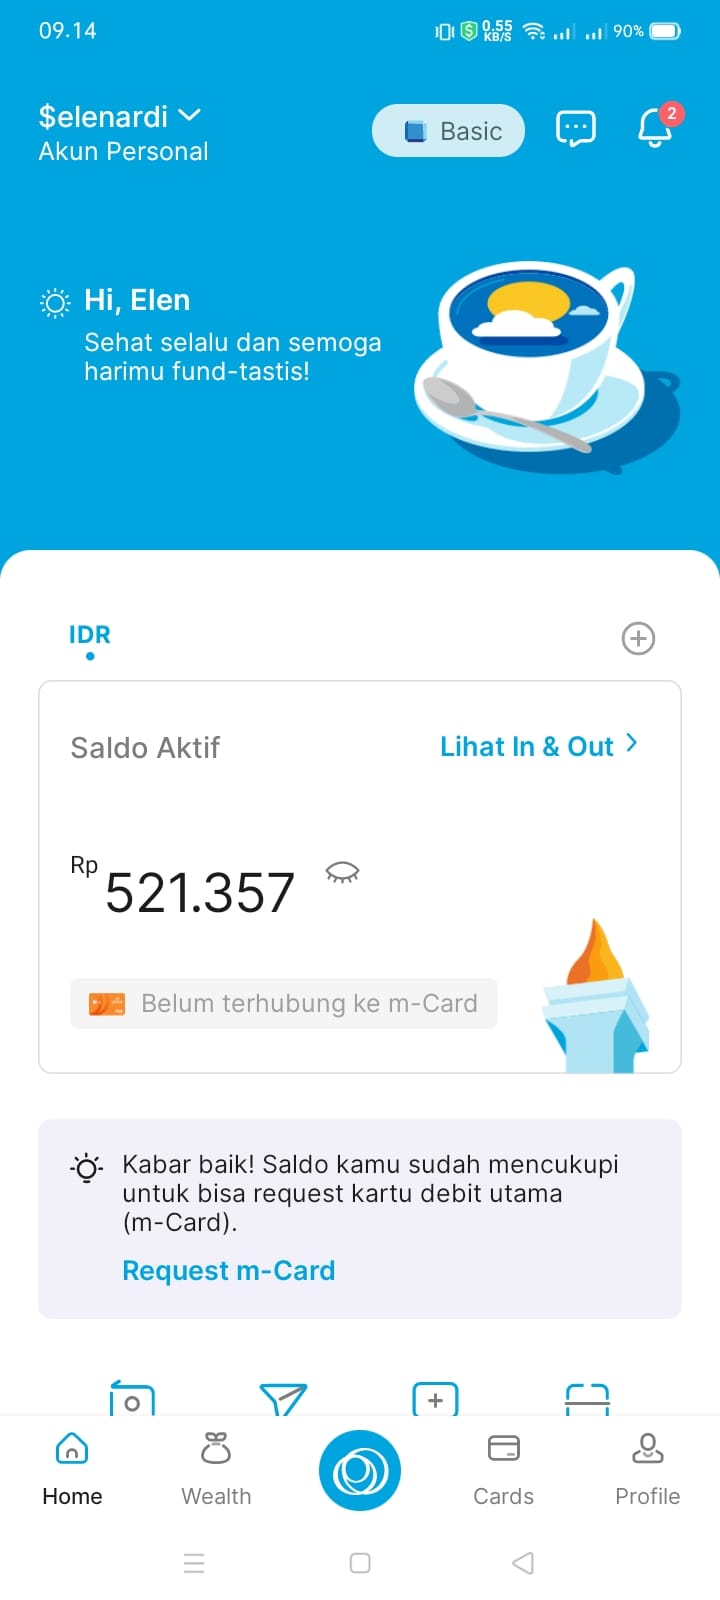 09.14
0.55
KB/S
90%
$elenardi
Akun Personal
Basic
2
Hi, Elen
Sehat selalu dan semoga
harimu fund-tastis!
IDR
Saldo Aktif
Lihat In & Out
Rp
521.357
Belum terhubung ke m-Card
Kabar baik! Saldo kamu sudah mencukupi
untuk bisa request kartu debit utama
(m-Card).
Request m-Card
Home
Wealth
Cards
Profile